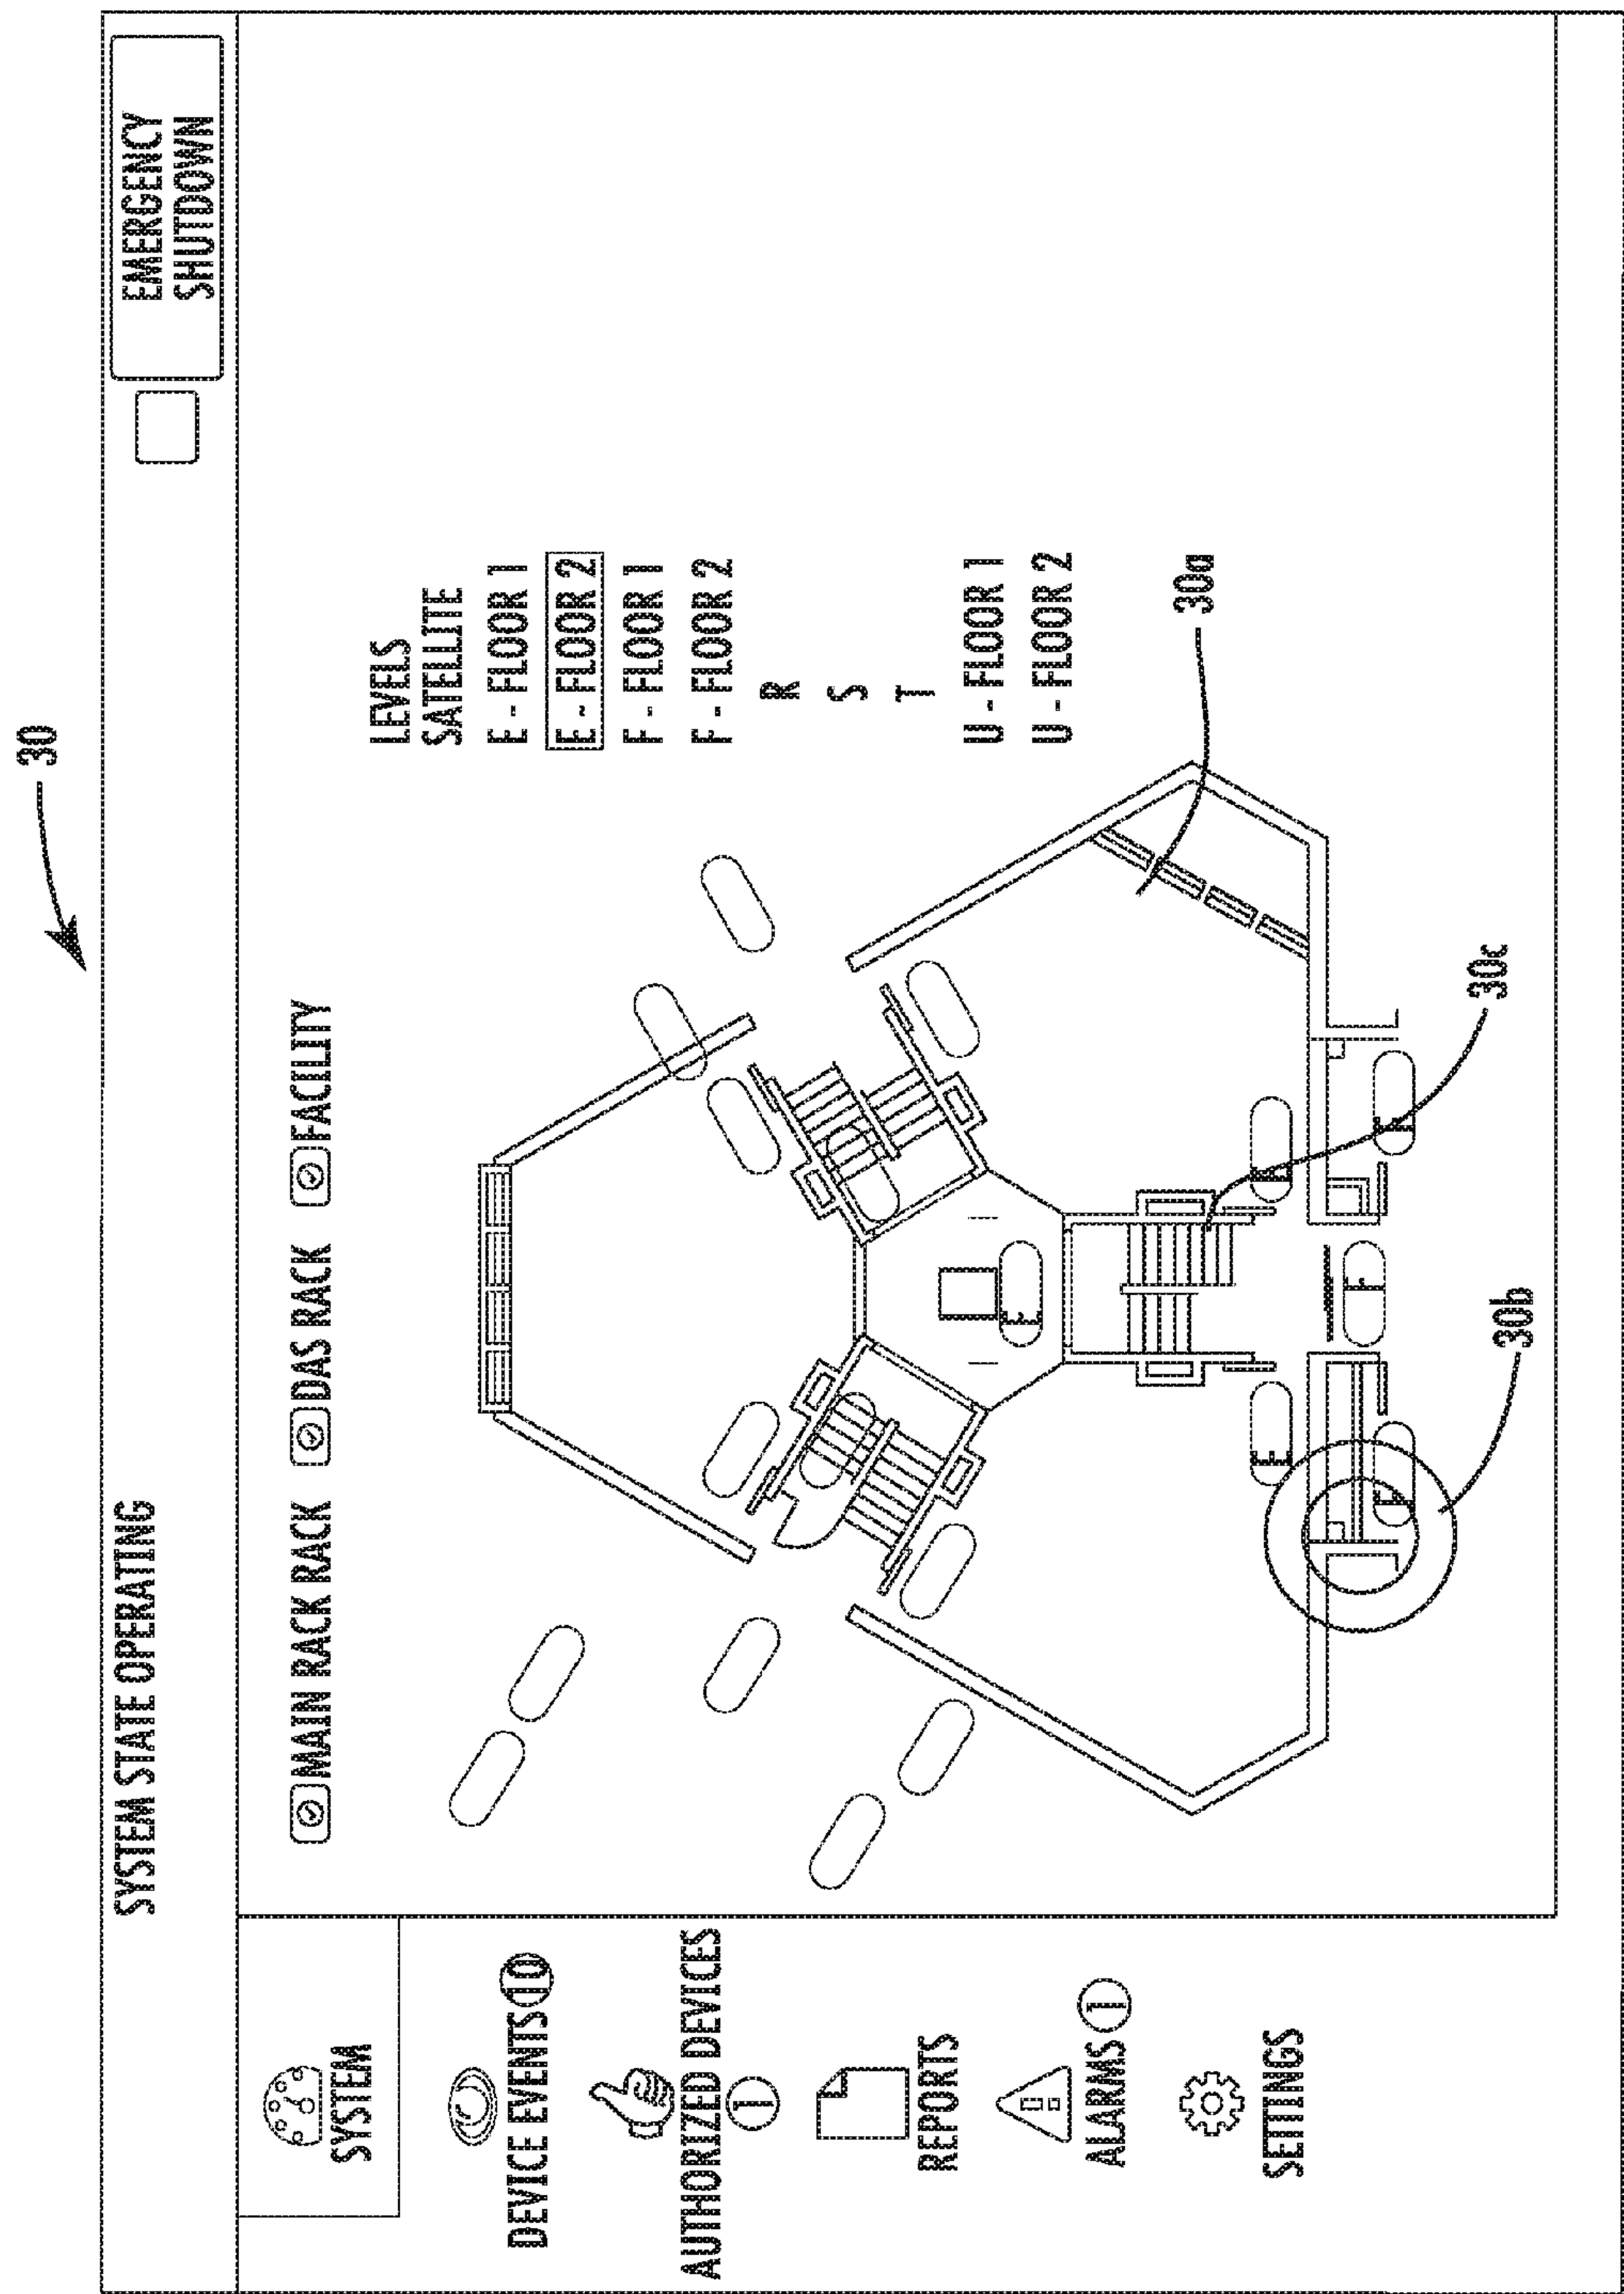 30
SYSTEM STATE OPERATING
EMERGENCY
SHUTDOWN
SYSTEM
DEVICE EVENTS 10
AUTHORIZED DEVICES
1
REPORTS
ALARMS 1
SETTINGS
MAIN RACK RACK
DAS RACK
FACILITY
LEVELS
SATELLITE
E - FLOOR 1
E - FLOOR 2
F - FLOOR 1
F - FLOOR 2
R
S
T
U - FLOOR 1
U - FLOOR 2
30a
30c
30b
F
F